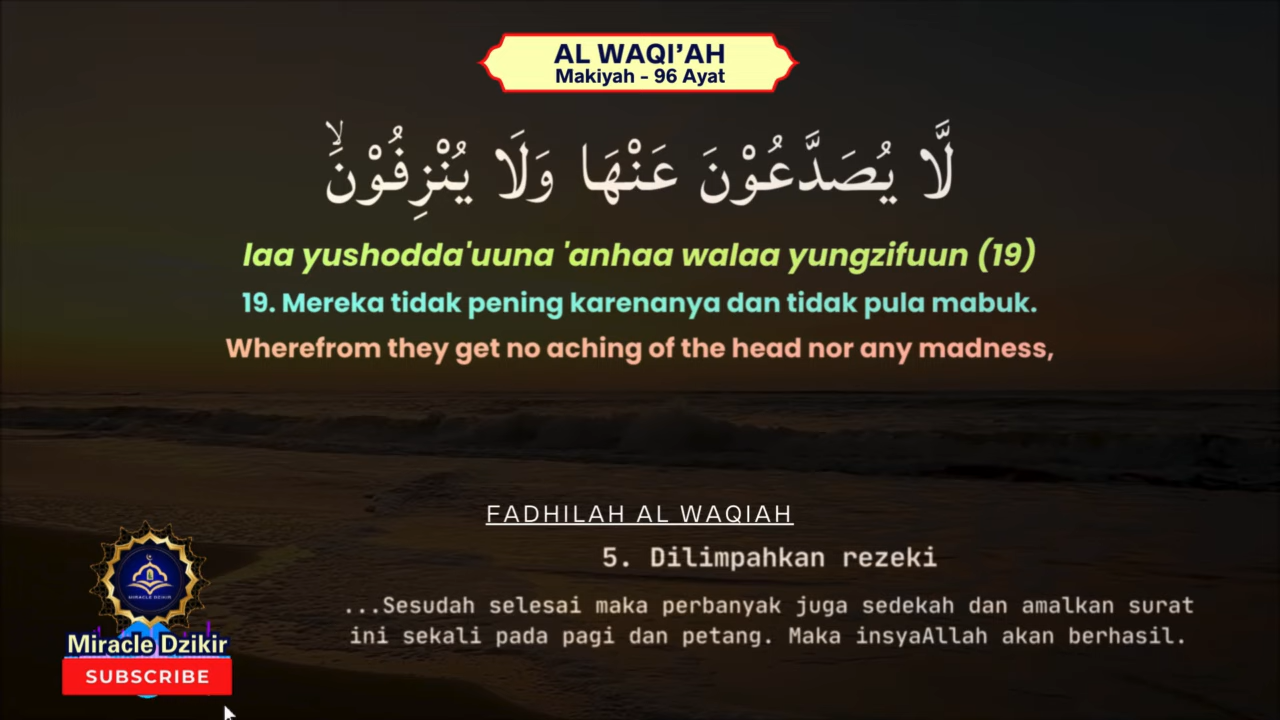 AL WAQI’AH
Makiyah - 96 Ayat
لَّا يُصَدَّعُوْنَ عَنْهَا وَلَا يُنْزِفُوْنَۙ
laa yushodda'uuna 'anhaa walaa yungzifuun (19)
19. Mereka tidak pening karenanya dan tidak pula mabuk.
Wherefrom they get no aching of the head nor any madness,
FADHILAH AL WAQIAH
5. Dilimpahkan rezeki
...Sesudah selesai maka perbanyak juga sedekah dan amalkan surat
ini sekali pada pagi dan petang. Maka insyaAllah akan berhasil.
MIRACLE DZIKIR
Miracle Dzikir
SUBSCRIBE